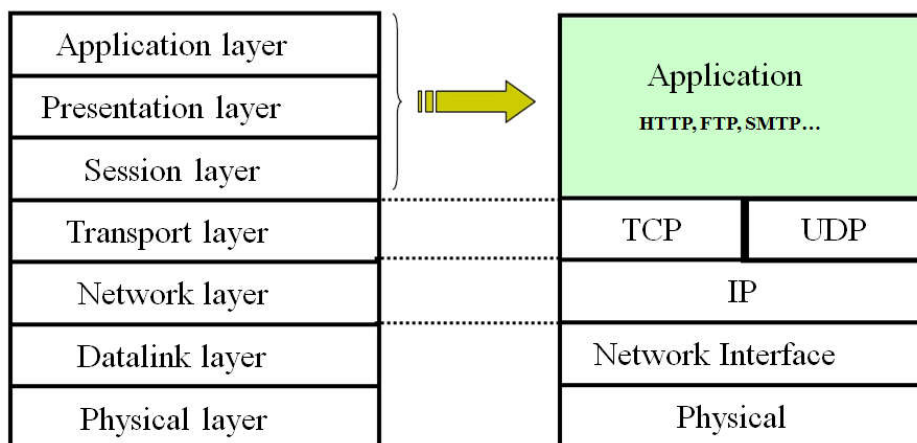 Application layer
Presentation layer
Session layer
Transport layer
Network layer
Datalink layer
Physical layer
Application
HTTP, FTP, SMTP...
TCP UDP
IP
Network Interface
Physical